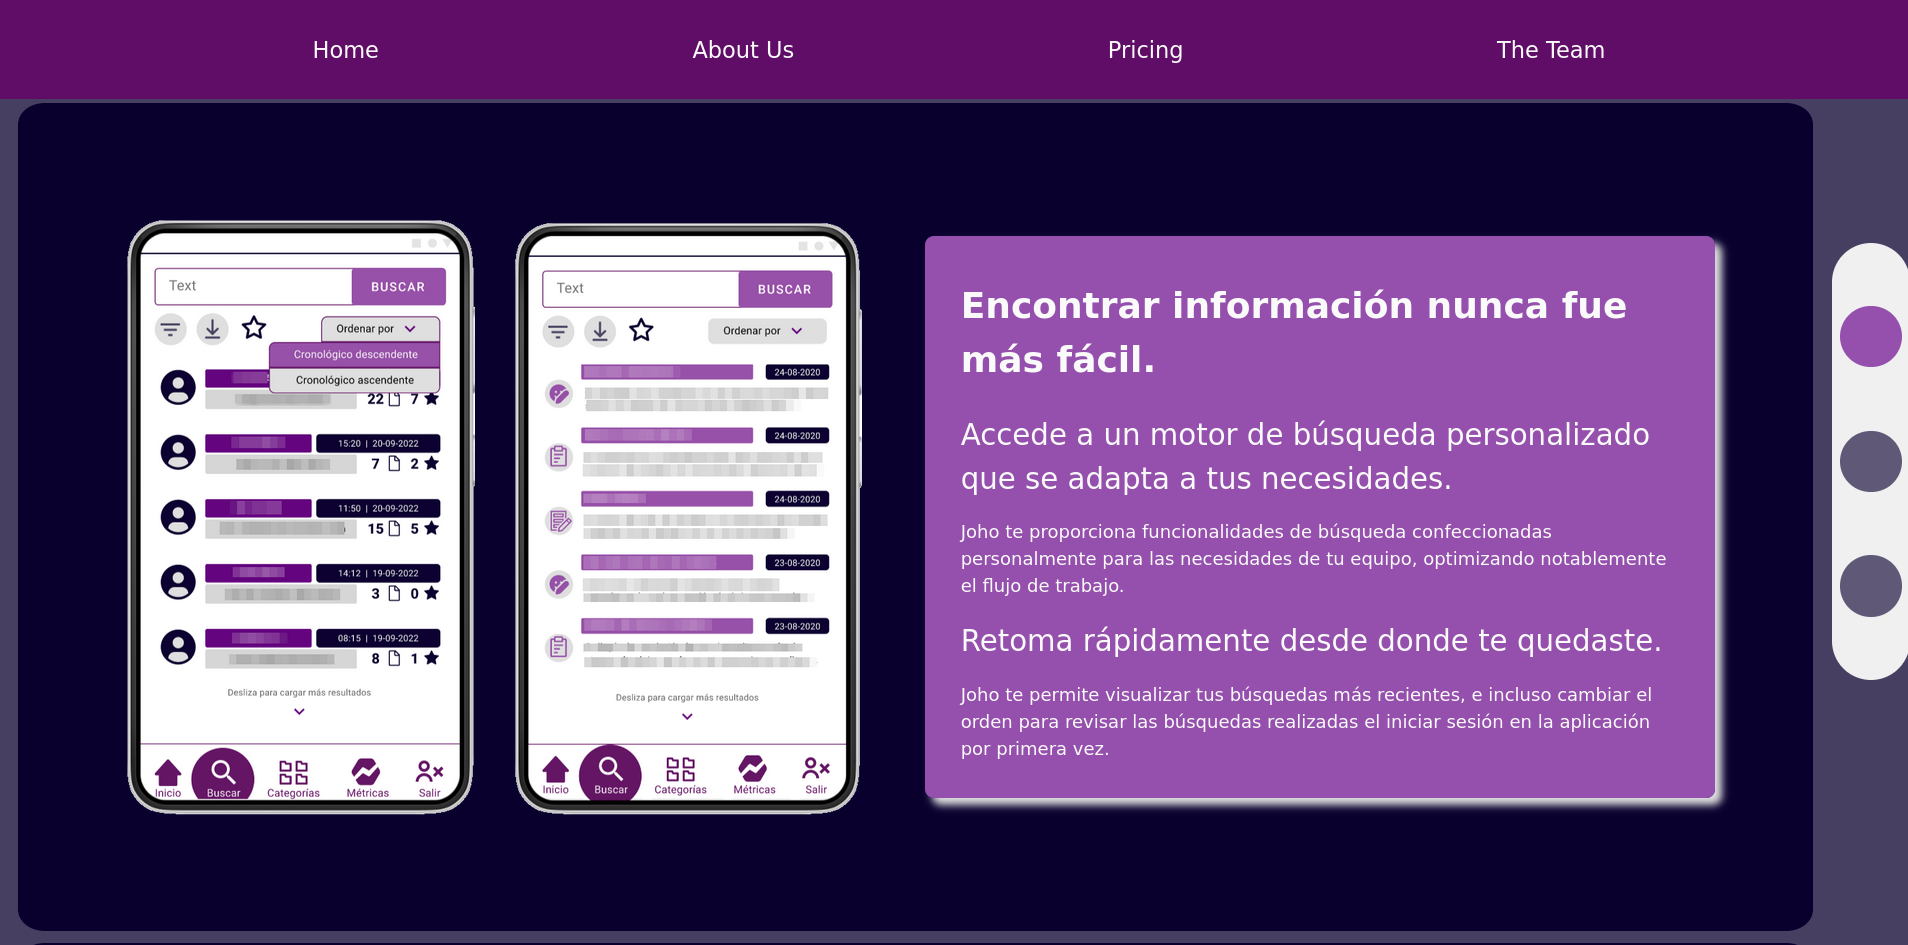 Home
About Us
Pricing
The Team
Text
BUSCAR
Ordenar por
Cronológico descendente
Cronológico ascendente
22 7
15:20 | 20-09-2022
7 2
11:50 | 20-09-2022
15 5
14:12 | 19-09-2022
3 0
08:15 | 19-09-2022
8 1
Desliza para cargar más resultados
Inicio
Buscar
Categorías
Métricas
Salir
Text
BUSCAR
Ordenar por
24-08-2020
24-08-2020
24-08-2020
23-08-2020
23-08-2020
Desliza para cargar más resultados
Inicio
Buscar
Categorías
Métricas
Salir
Encontrar información nunca fue
más fácil.
Accede a un motor de búsqueda personalizado
que se adapta a tus necesidades.
Joho te proporciona funcionalidades de búsqueda confeccionadas
personalmente para las necesidades de tu equipo, optimizando notablemente
el flujo de trabajo.
Retoma rápidamente desde donde te quedaste.
Joho te permite visualizar tus búsquedas más recientes, e incluso cambiar el
orden para revisar las búsquedas realizadas el iniciar sesión en la aplicación
por primera vez.